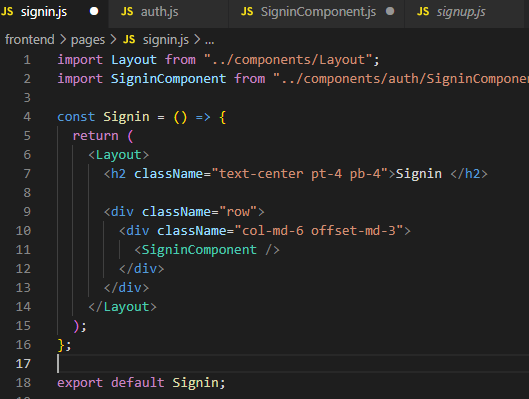 JS signin.js ● JS auth.js JS SigninComponent.js ● JS signup.js
frontend > pages > JS signin.js > ...
1 import Layout from "../components/Layout";
2 import SigninComponent from "../components/auth/SigninCompone
3
4 const Signin = () => {
5 return (
6 <Layout>
7 <h2 className="text-center pt-4 pb-4">Signin </h2>
8
9 <div className="row">
10 <div className="col-md-6 offset-md-3">
11 <SigninComponent />
12 </div>
13 </div>
14 </Layout>
15 );
16 };
17
18 export default Signin;